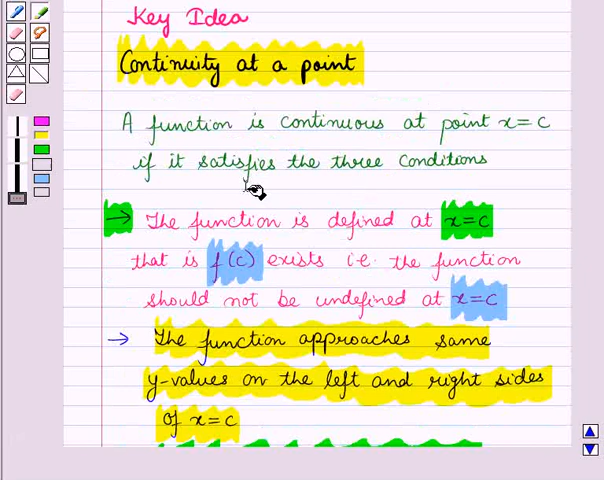 Key Idea
Continuity at a point
A function is continuous at point x=c
if it satisfies the three conditions
→ The function is defined at x=c
that is f(c) exists i.e. the function
should not be undefined at x=c
→ The function approaches same
y-values on the left and right sides
of x=c